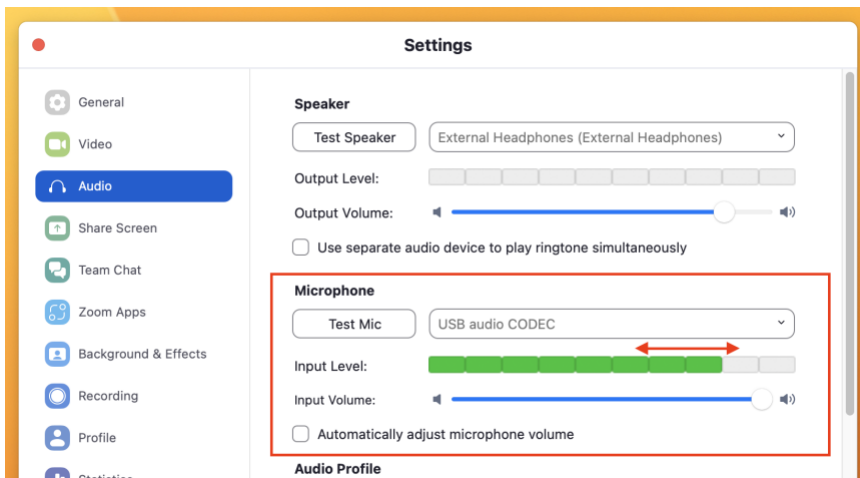 Settings
General
Video
Audio
Share Screen
Team Chat
Zoom Apps
Background & Effects
Recording
Profile
Statistics
Speaker
Test Speaker
External Headphones (External Headphones)
Output Level:
Output Volume:
Use separate audio device to play ringtone simultaneously
Microphone
Test Mic
USB audio CODEC
Input Level:
Input Volume:
Automatically adjust microphone volume
Audio Profile